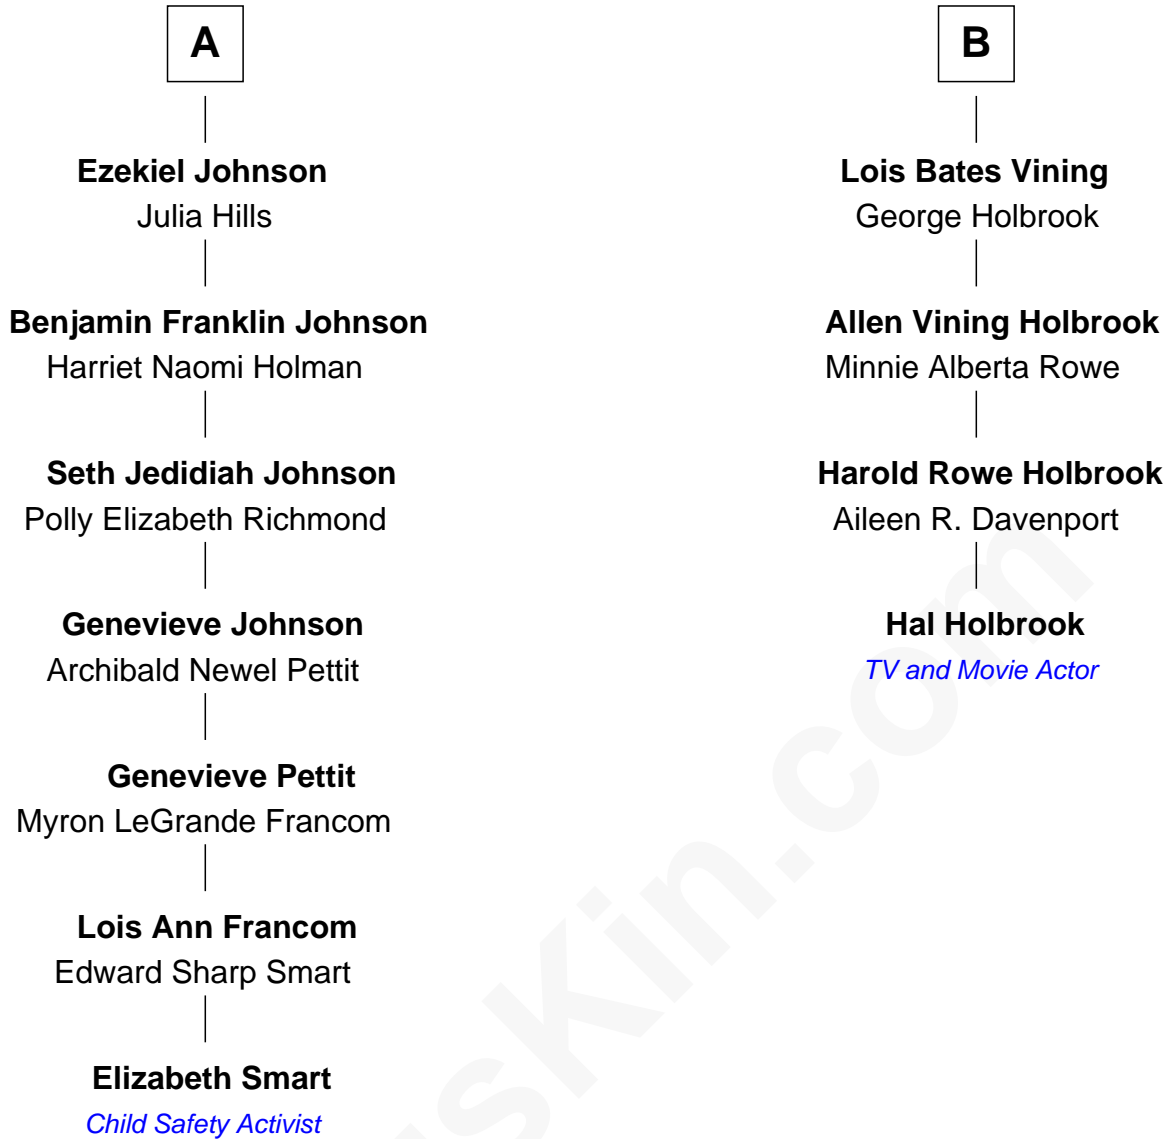 A
Ezekiel Johnson
Julia Hills
Benjamin Franklin Johnson
Harriet Naomi Holman
Seth Jedidiah Johnson
Polly Elizabeth Richmond
Genevieve Johnson
Archibald Newel Pettit
Genevieve Pettit
Myron LeGrande Francom
Lois Ann Francom
Edward Sharp Smart
Elizabeth Smart
Child Safety Activist
B
Lois Bates Vining
George Holbrook
Allen Vining Holbrook
Minnie Alberta Rowe
Harold Rowe Holbrook
Aileen R. Davenport
Hal Holbrook
TV and Movie Actor
sKin.com